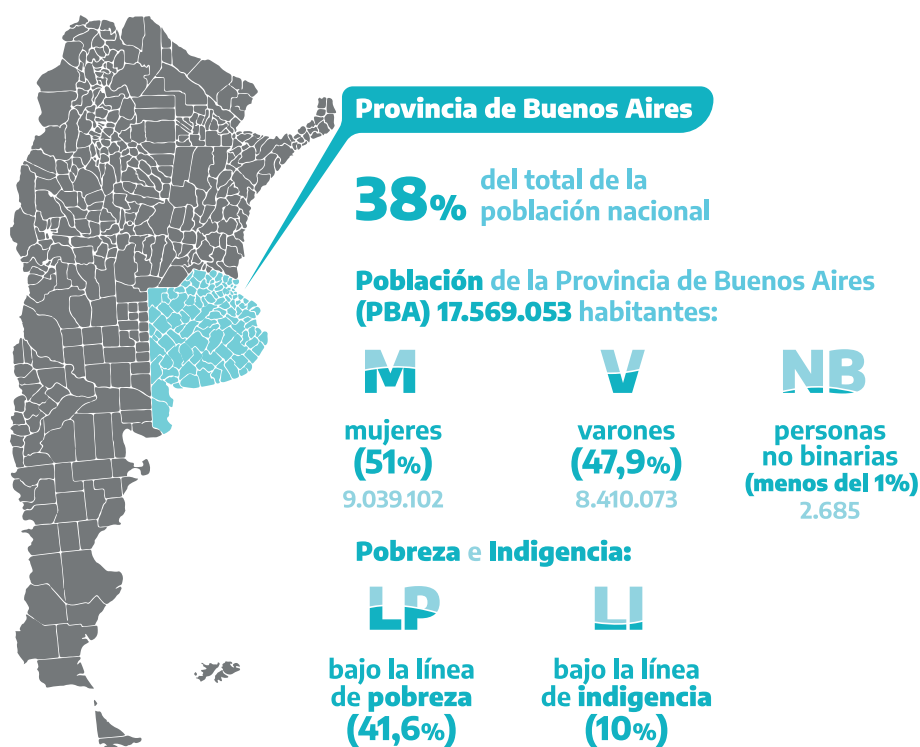 Provincia de Buenos Aires
38% del total de la
población nacional
Población de la Provincia de Buenos Aires
(PBA) 17.569.053 habitantes:
M
mujeres
(51%)
9.039.102
V
varones
(47,9%)
8.410.073
NB
personas
no binarias
(menos del 1%)
2.685
Pobreza e Indigencia:
LP
bajo la línea
de pobreza
(41,6%)
LI
bajo la línea
de indigencia
(10%)